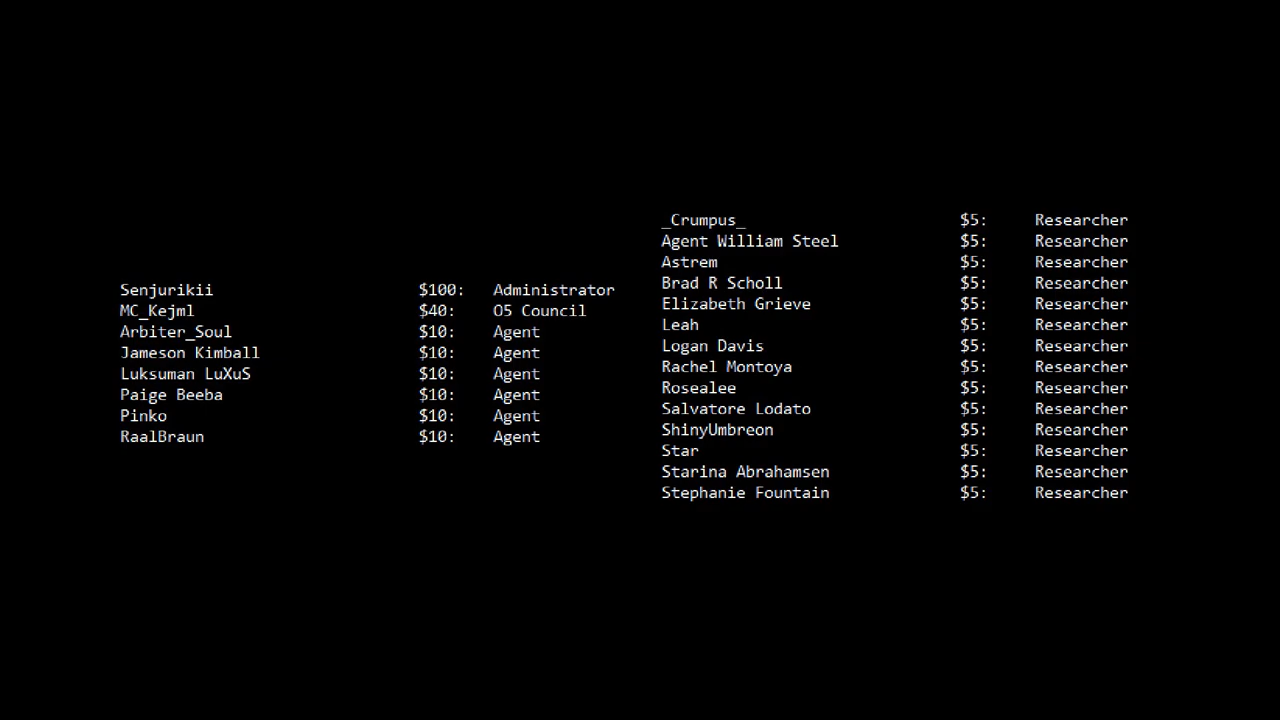 Senjurikii $100: Administrator
MC_Kejml $40: O5 Council
Arbiter_Soul $10: Agent
Jameson Kimball $10: Agent
Luksuman LuXuS $10: Agent
Paige Beeba $10: Agent
Pinko $10: Agent
RaalBraun $10: Agent
_Crumpus_ $5: Researcher
Agent William Steel $5: Researcher
Astrem $5: Researcher
Brad R Scholl $5: Researcher
Elizabeth Grieve $5: Researcher
Leah $5: Researcher
Logan Davis $5: Researcher
Rachel Montoya $5: Researcher
Rosealee $5: Researcher
Salvatore Lodato $5: Researcher
ShinyUmbreon $5: Researcher
Star $5: Researcher
Starina Abrahamsen $5: Researcher
Stephanie Fountain $5: Researcher